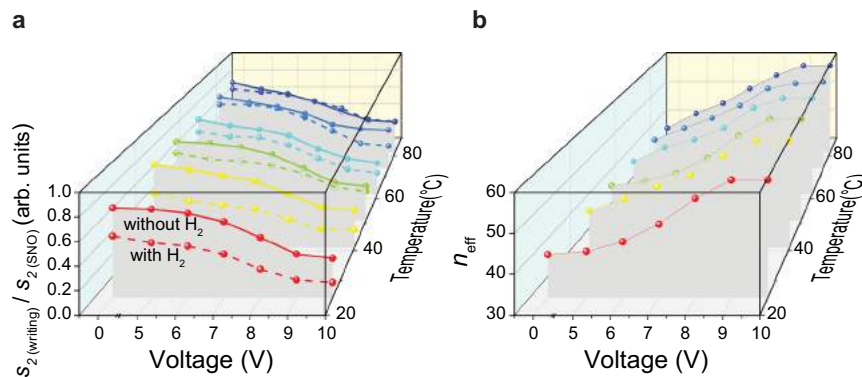 a
s2 (writing) / s2 (SNO) (arb. units)
1.0
0.8
0.6
0.4
0.2
0.0
without H2
with H2
0 5 6 7 8 9 10
Voltage (V)
20
40
60
80
Temperature(°C)
b
neff
60
50
40
30
0 5 6 7 8 9 10
Voltage (V)
20
40
60
80
Temperature(°C)